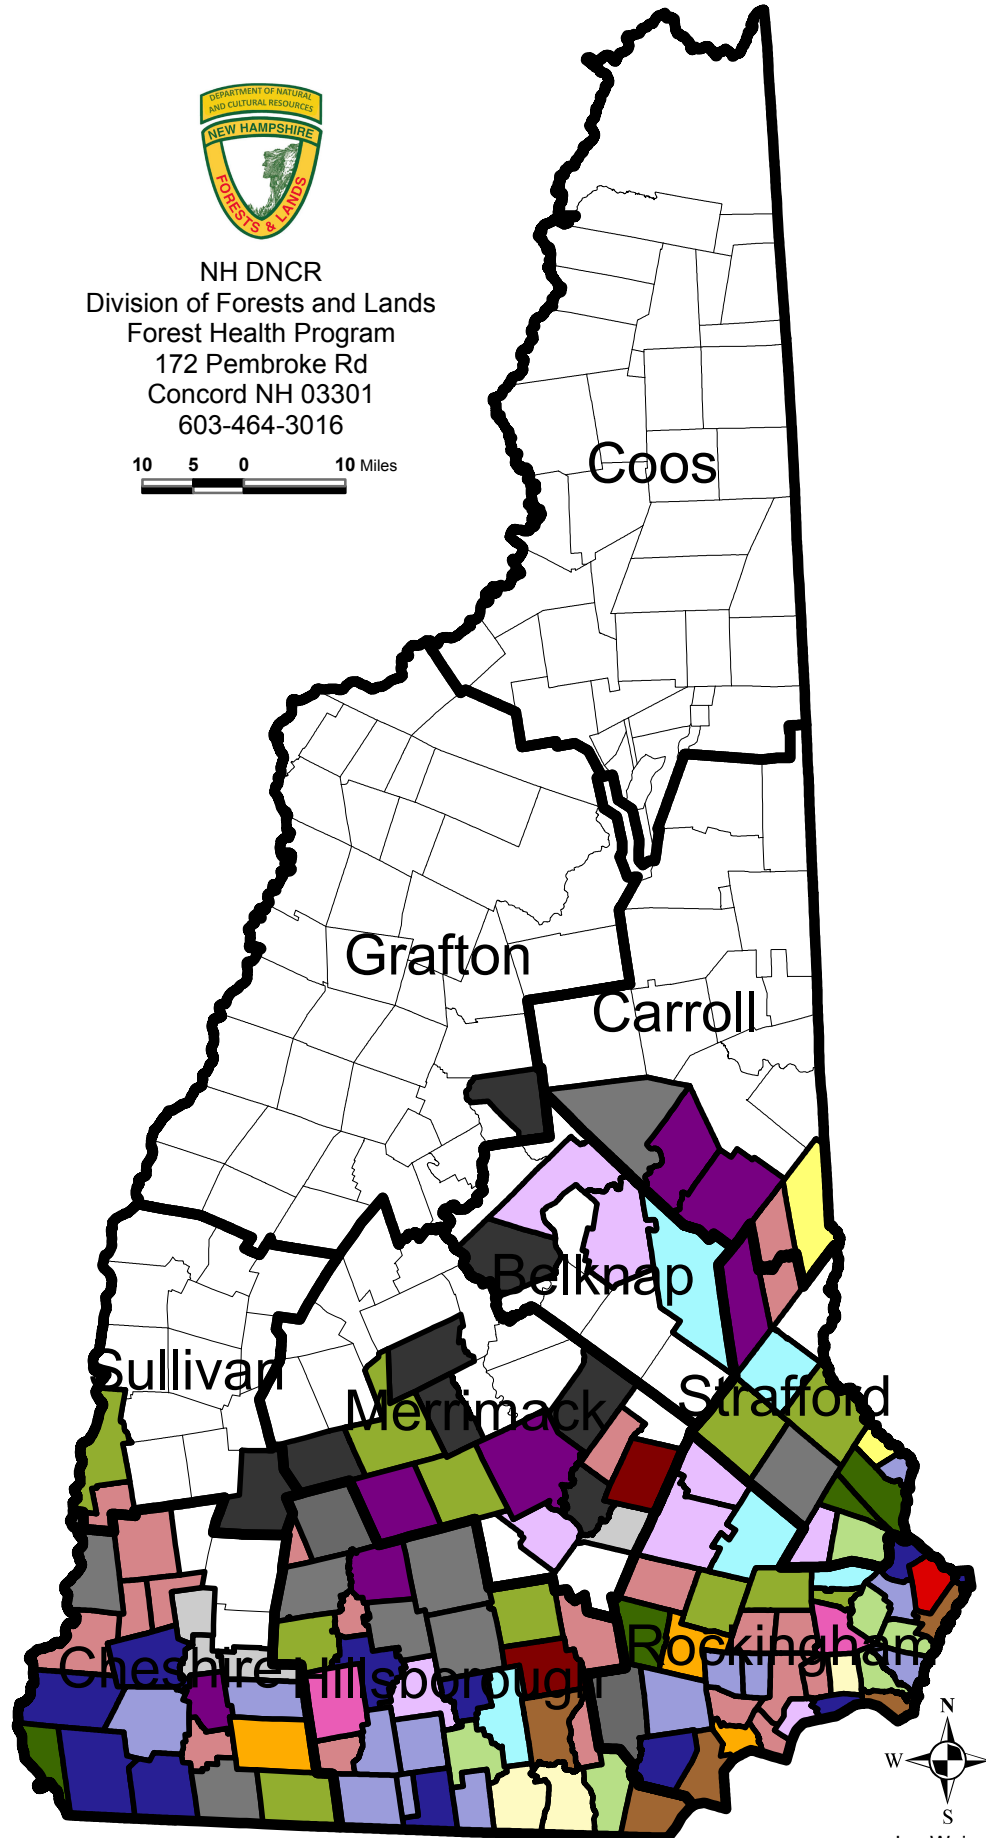 DEPARTMENT OF NATURAL
AND CULTURAL RESOURCES
NEW HAMPSHIRE
FORESTS & LANDS
NH DNCR
Division of Forests and Lands
Forest Health Program
172 Pembroke Rd
Concord NH 03301
603-464-3016
10 5 0 10 Miles
Coos
Grafton
Carroll
Belknap
Sullivan
Merrimack
Strafford
Cheshire
Hillsborough
Rockingham
N
W
S